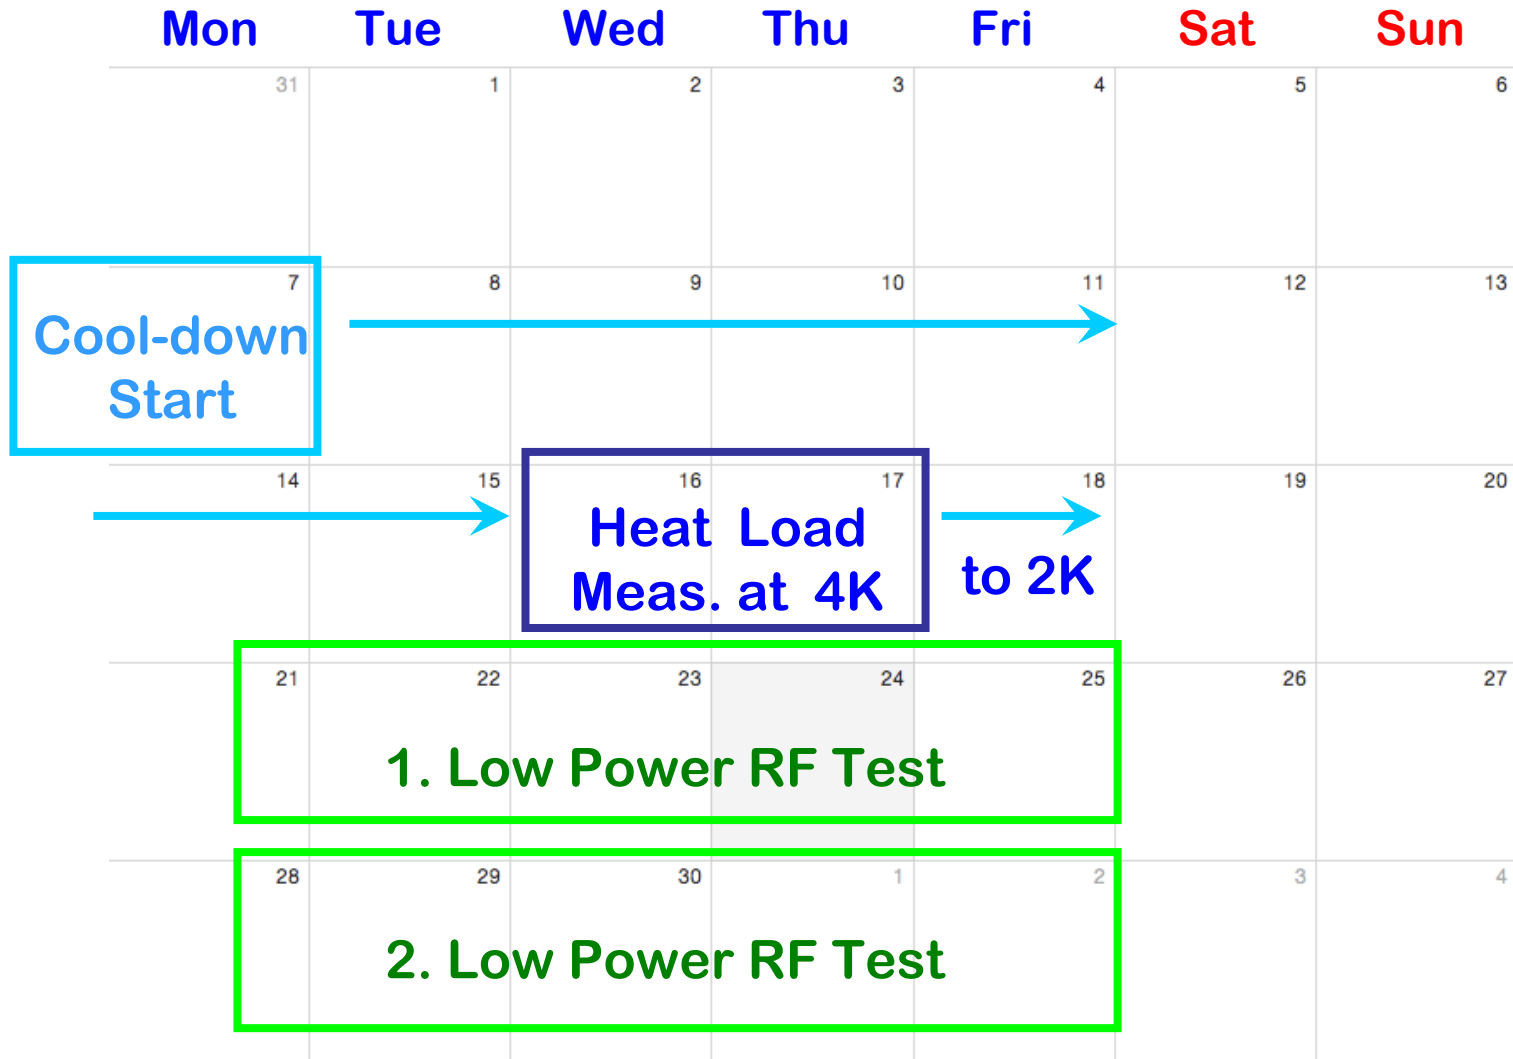 Mon Tue Wed Thu Fri Sat Sun
31 1 2 3 4 5 6
7 8 9 10 11 12 13
Cool-down
Start
14 15 16 17 18 19 20
Heat Load
Meas. at 4K
to 2K
21 22 23 24 25 26 27
1. Low Power RF Test
28 29 30 1 2 3 4
2. Low Power RF Test